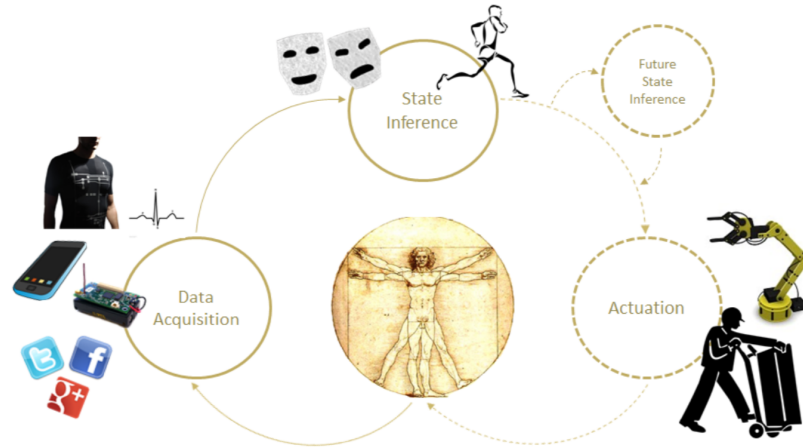 State
Inference
Future
State
Inference
Data
Acquisition
Actuation
t
f
g+